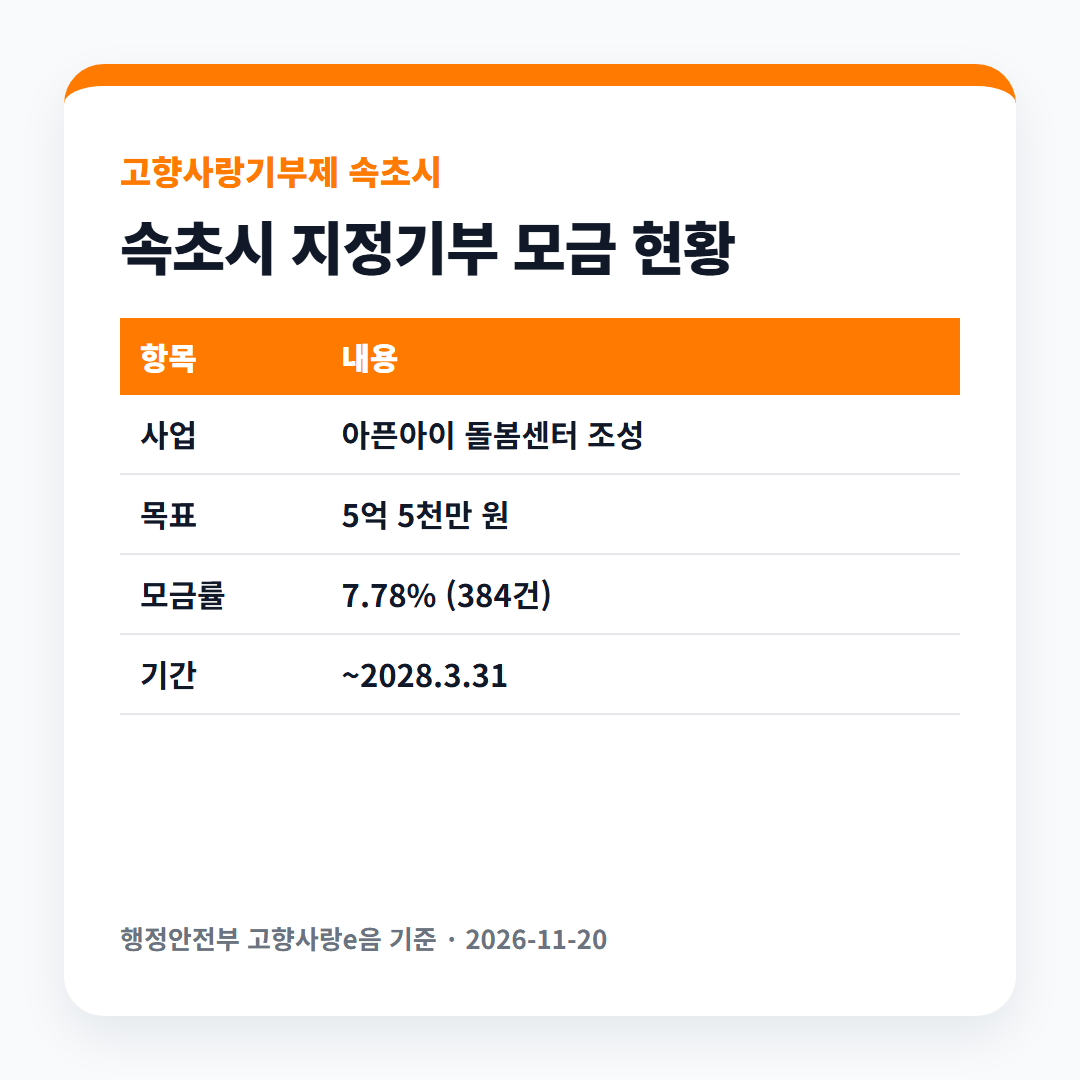 고향사랑기부제 속초시
속초시 지정기부 모금 현황
항목 내용
사업 아픈아이 돌봄센터 조성
목표 5억 5천만 원
모금률 7.78% (384건)
기간 ~2028.3.31
행정안전부 고향사랑e음 기준 · 2026-11-20